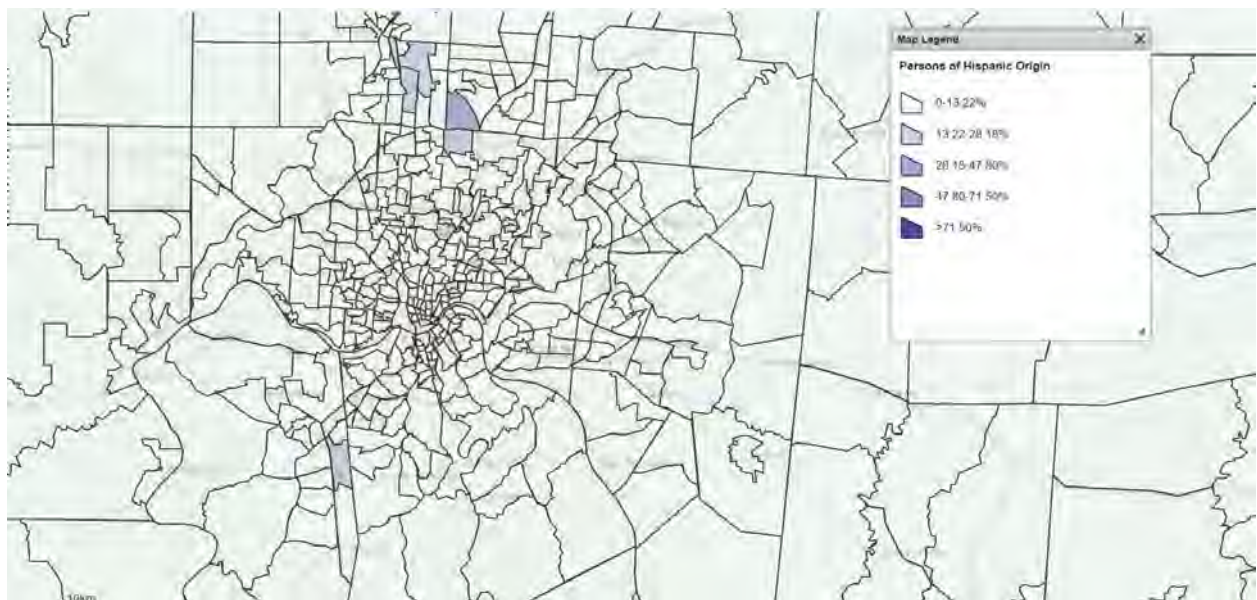 Map Legend X
Persons of Hispanic Origin
0-13.22%
13.22-28.18%
28.18-47.80%
47.80-71.50%
>71.50%
10km